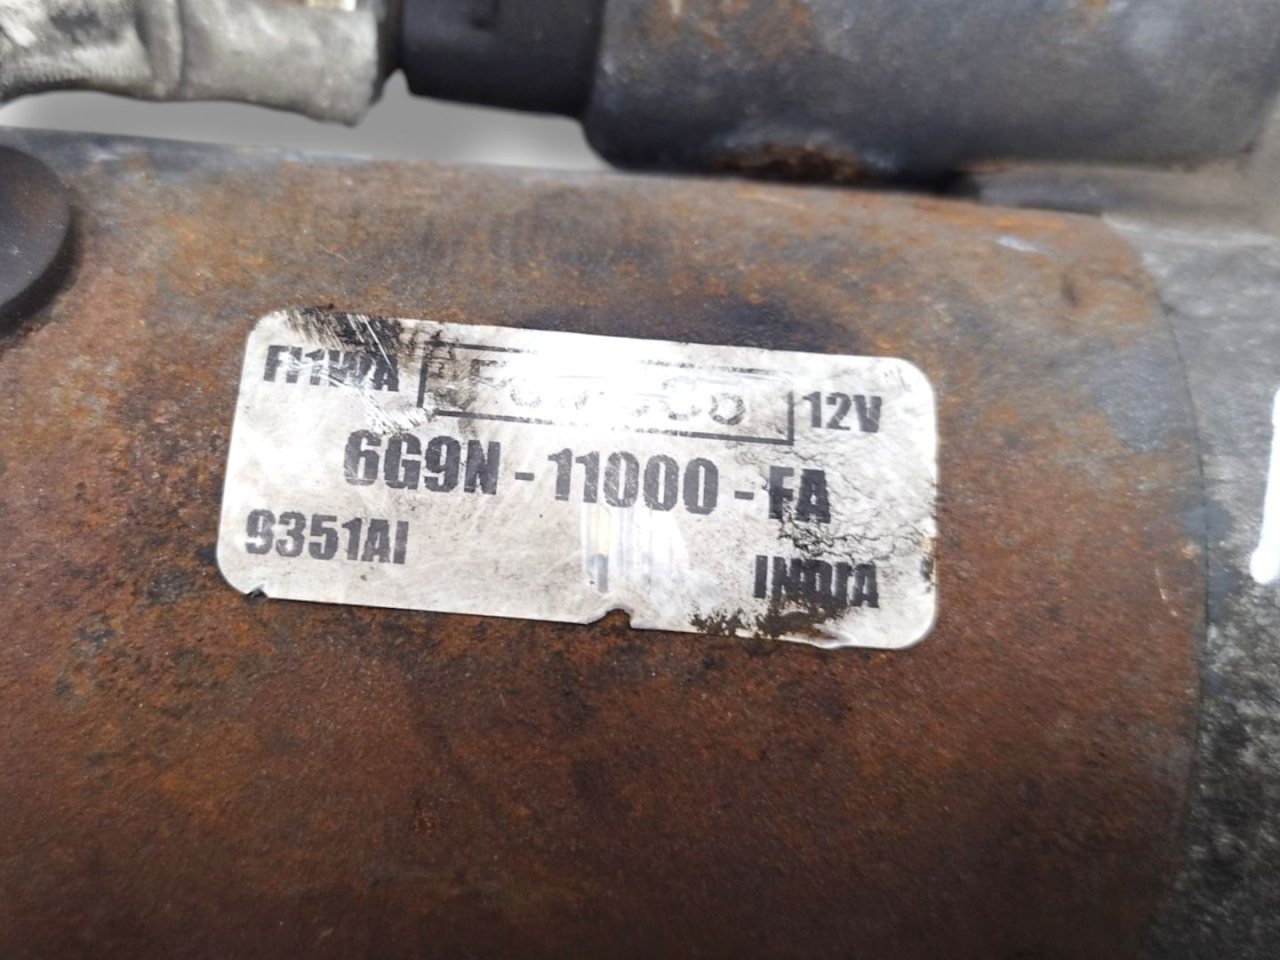 12V
6G9N - 11000 - FA
9351AI
INDIA